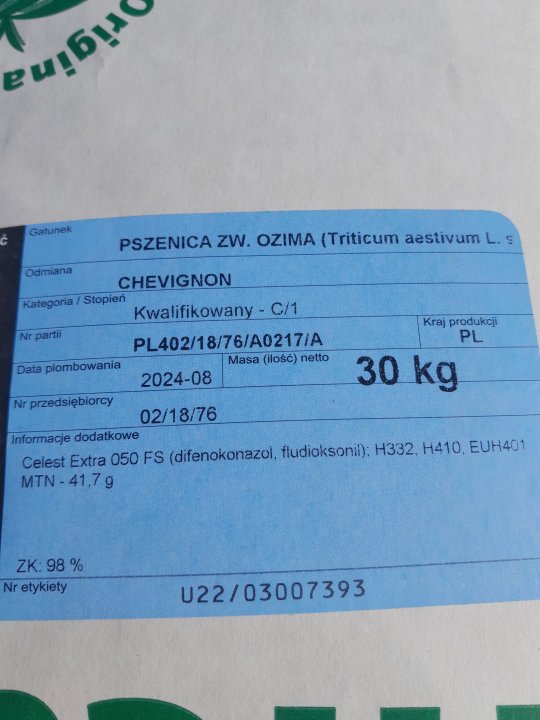 Origina
Gatunek
PSZENICA ZW. OZIMA (Triticum aestivum L. s
Odmiana
CHEVIGNON
Kategoria / Stopień
Kwalifikowany - C/1
Nr partii
PL402/18/76/A0217/A
Kraj produkcji
PL
Data plombowania
2024-08
Masa (ilość) netto
30 kg
Nr przedsiębiorcy
02/18/76
Informacje dodatkowe
Celest Extra 050 FS (difenokonazol, fludioksonil); H332, H410, EUH401
MTN - 41,7 g
ZK: 98 %
Nr etykiety
U22/03007393